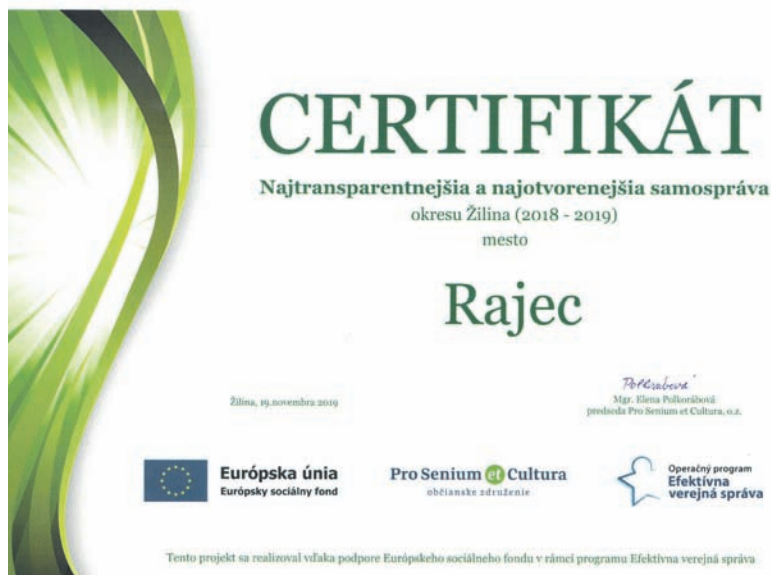 CERTIFIKÁT
Najtransparentnejšia a najotvorenejšia samospráva
okresu Žilina (2018 - 2019)
mesto
Rajec
Polkorábová
Žilina, 19.novembra 2019
Mgr. Elena Polkorábová
predseda Pro Senium et Cultura, o.z.
Európska únia
Európsky sociálny fond
Pro Senium et Cultura
občianske združenie
Operačný program
Efektívna
verejná správa
Tento projekt sa realizoval vďaka podpore Európskeho sociálneho fondu v rámci programu Efektívna verejná správa